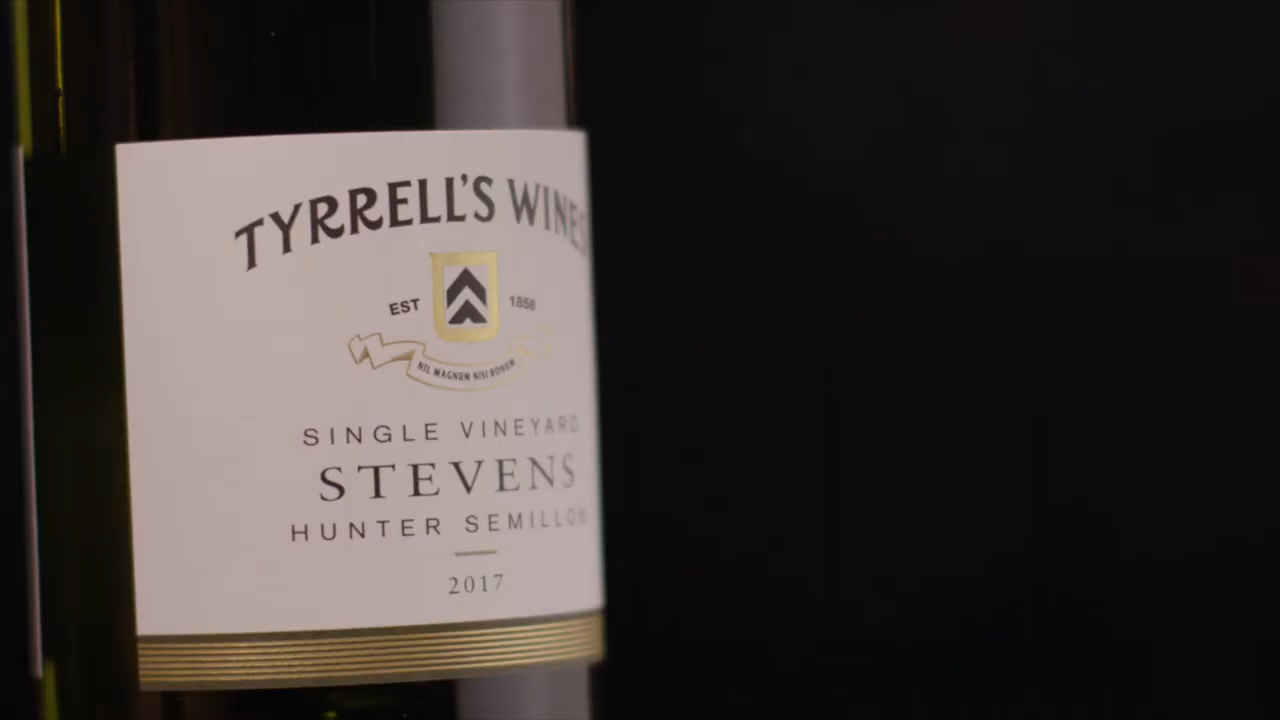 TYRRELL'S WINES
EST 1858
NIL MAGNUM NISI BONUM
SINGLE VINEYARD
STEVENS
HUNTER SEMILLON
2017